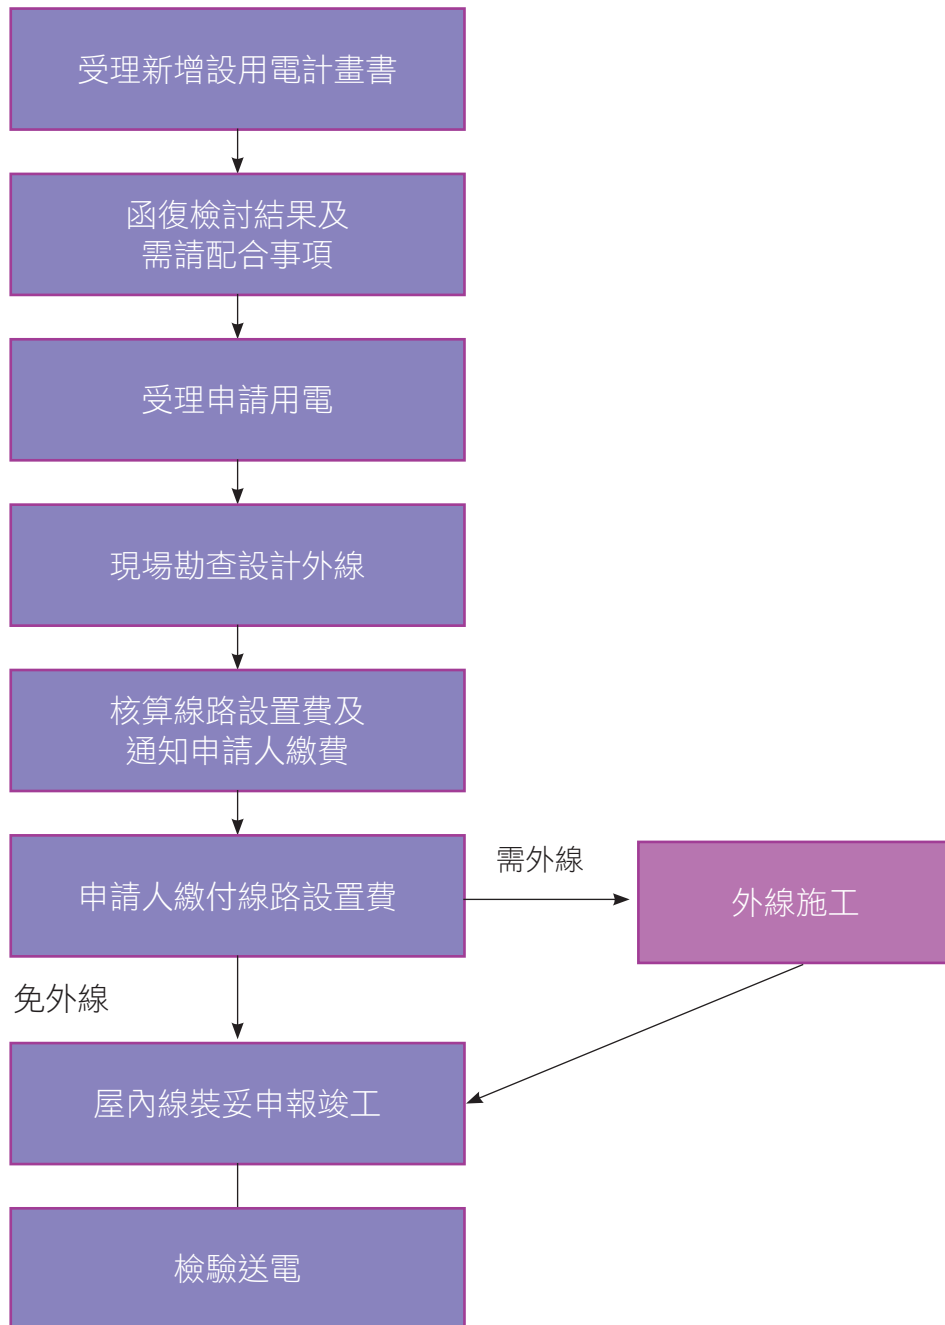 受理新增設用電計畫書
函復檢討結果及
需請配合事項
受理申請用電
現場勘查設計外線
核算線路設置費及
通知申請人繳費
申請人繳付線路設置費
需外線
外線施工
免外線
屋內線裝妥申報竣工
檢驗送電